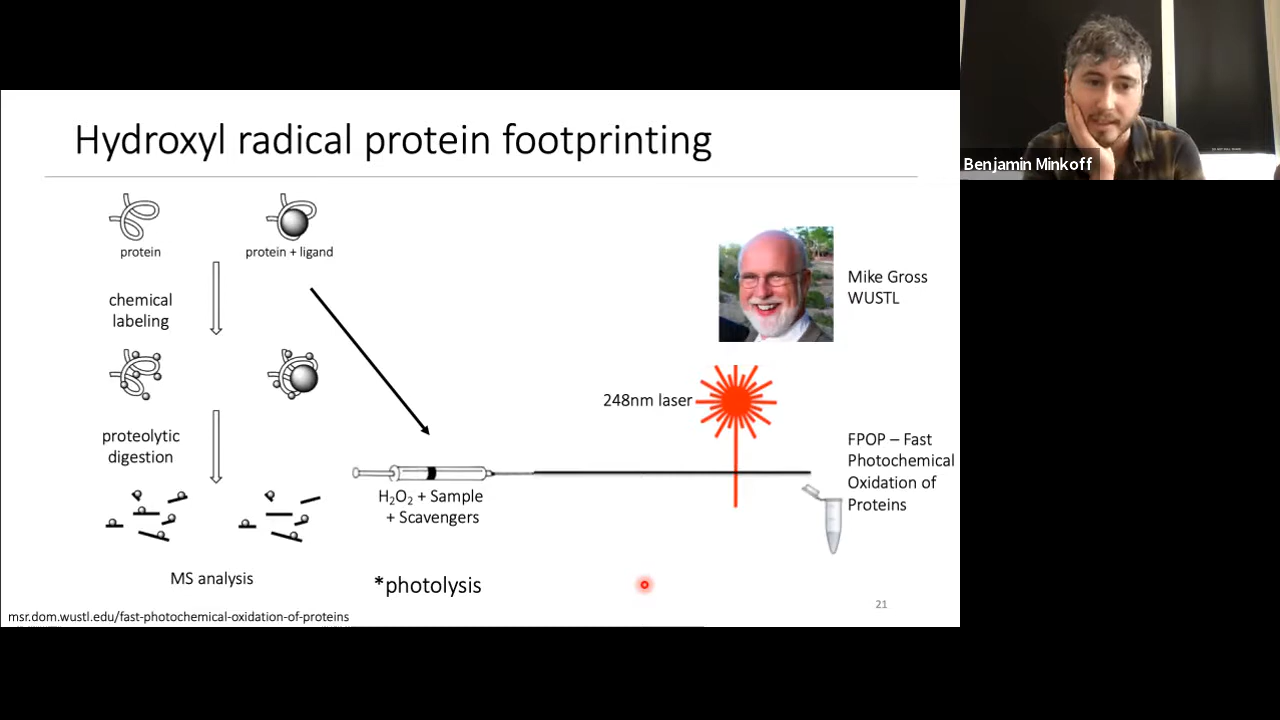 Hydroxyl radical protein footprinting
protein
protein + ligand
chemical
labeling
proteolytic
digestion
MS analysis
msr.dom.wustl.edu/fast-photochemical-oxidation-of-proteins
H₂O₂ + Sample
+ Scavengers
*photolysis
248nm laser
Mike Gross
WUSTL
FPOP – Fast
Photochemical
Oxidation of
Proteins
21
Benjamin Minkoff